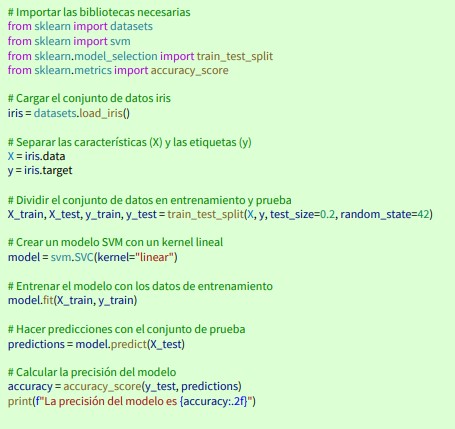 # Importar las bibliotecas necesarias
from sklearn import datasets
from sklearn import svm
from sklearn.model_selection import train_test_split
from sklearn.metrics import accuracy_score
# Cargar el conjunto de datos iris
iris = datasets.load_iris()
# Separar las características (X) y las etiquetas (y)
X = iris.data
y = iris.target
# Dividir el conjunto de datos en entrenamiento y prueba
X_train, X_test, y_train, y_test = train_test_split(X, y, test_size=0.2, random_state=42)
# Crear un modelo SVM con un kernel lineal
model = svm.SVC(kernel="linear")
# Entrenar el modelo con los datos de entrenamiento
model.fit(X_train, y_train)
# Hacer predicciones con el conjunto de prueba
predictions = model.predict(X_test)
# Calcular la precisión del modelo
accuracy = accuracy_score(y_test, predictions)
print(f"La precisión del modelo es {accuracy:.2f}")